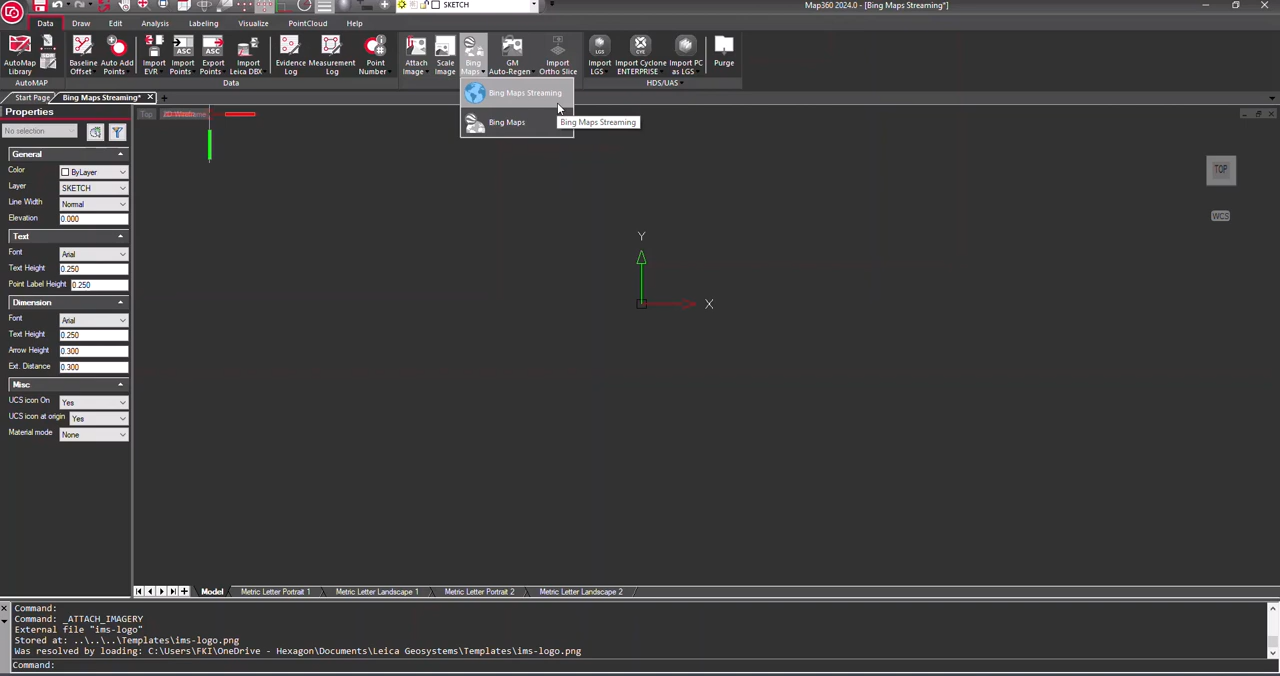 SKETCH
Map360 2024.0 - [Bing Maps Streaming*]
Data Draw Edit Analysis Labeling Visualize PointCloud Help
AutoMap Library
Baseline Offset
Auto Add Points
Import EVR
Import Points
Export Points
Import Leica DBX
Evidence Log
Measurement Log
Point Number
Attach Image
Scale Image
Bing Maps
GM Auto-Regen
Import Ortho Slice
Import LGS
Import Cyclone ENTERPRISE
Import PC as LGS
Purge
AutoMAP Data HDS/UAS
Bing Maps Streaming
Bing Maps
Bing Maps Streaming
Start Page Bing Maps Streaming*
Properties
No selection
General
Color ByLayer
Layer SKETCH
Line Width Normal
Elevation 0.000
Text
Font Arial
Text Height 0.250
Point Label Height 0.250
Dimension
Font Arial
Text Height 0.250
Arrow Height 0.300
Ext. Distance 0.300
Misc
UCS icon On Yes
UCS icon at origin Yes
Material mode None
Top 2D Wireframe
TOP
WCS
Y
X
Model Metric Letter Portrait 1 Metric Letter Landscape 1 Metric Letter Portrait 2 Metric Letter Landscape 2
Command:
Command: _ATTACH_IMAGERY
External file "ims-logo"
Stored at: ..\..\..\Templates\ims-logo.png
Was resolved by loading: C:\Users\FKI\OneDrive - Hexagon\Documents\Leica Geosystems\Templates\ims-logo.png
Command: